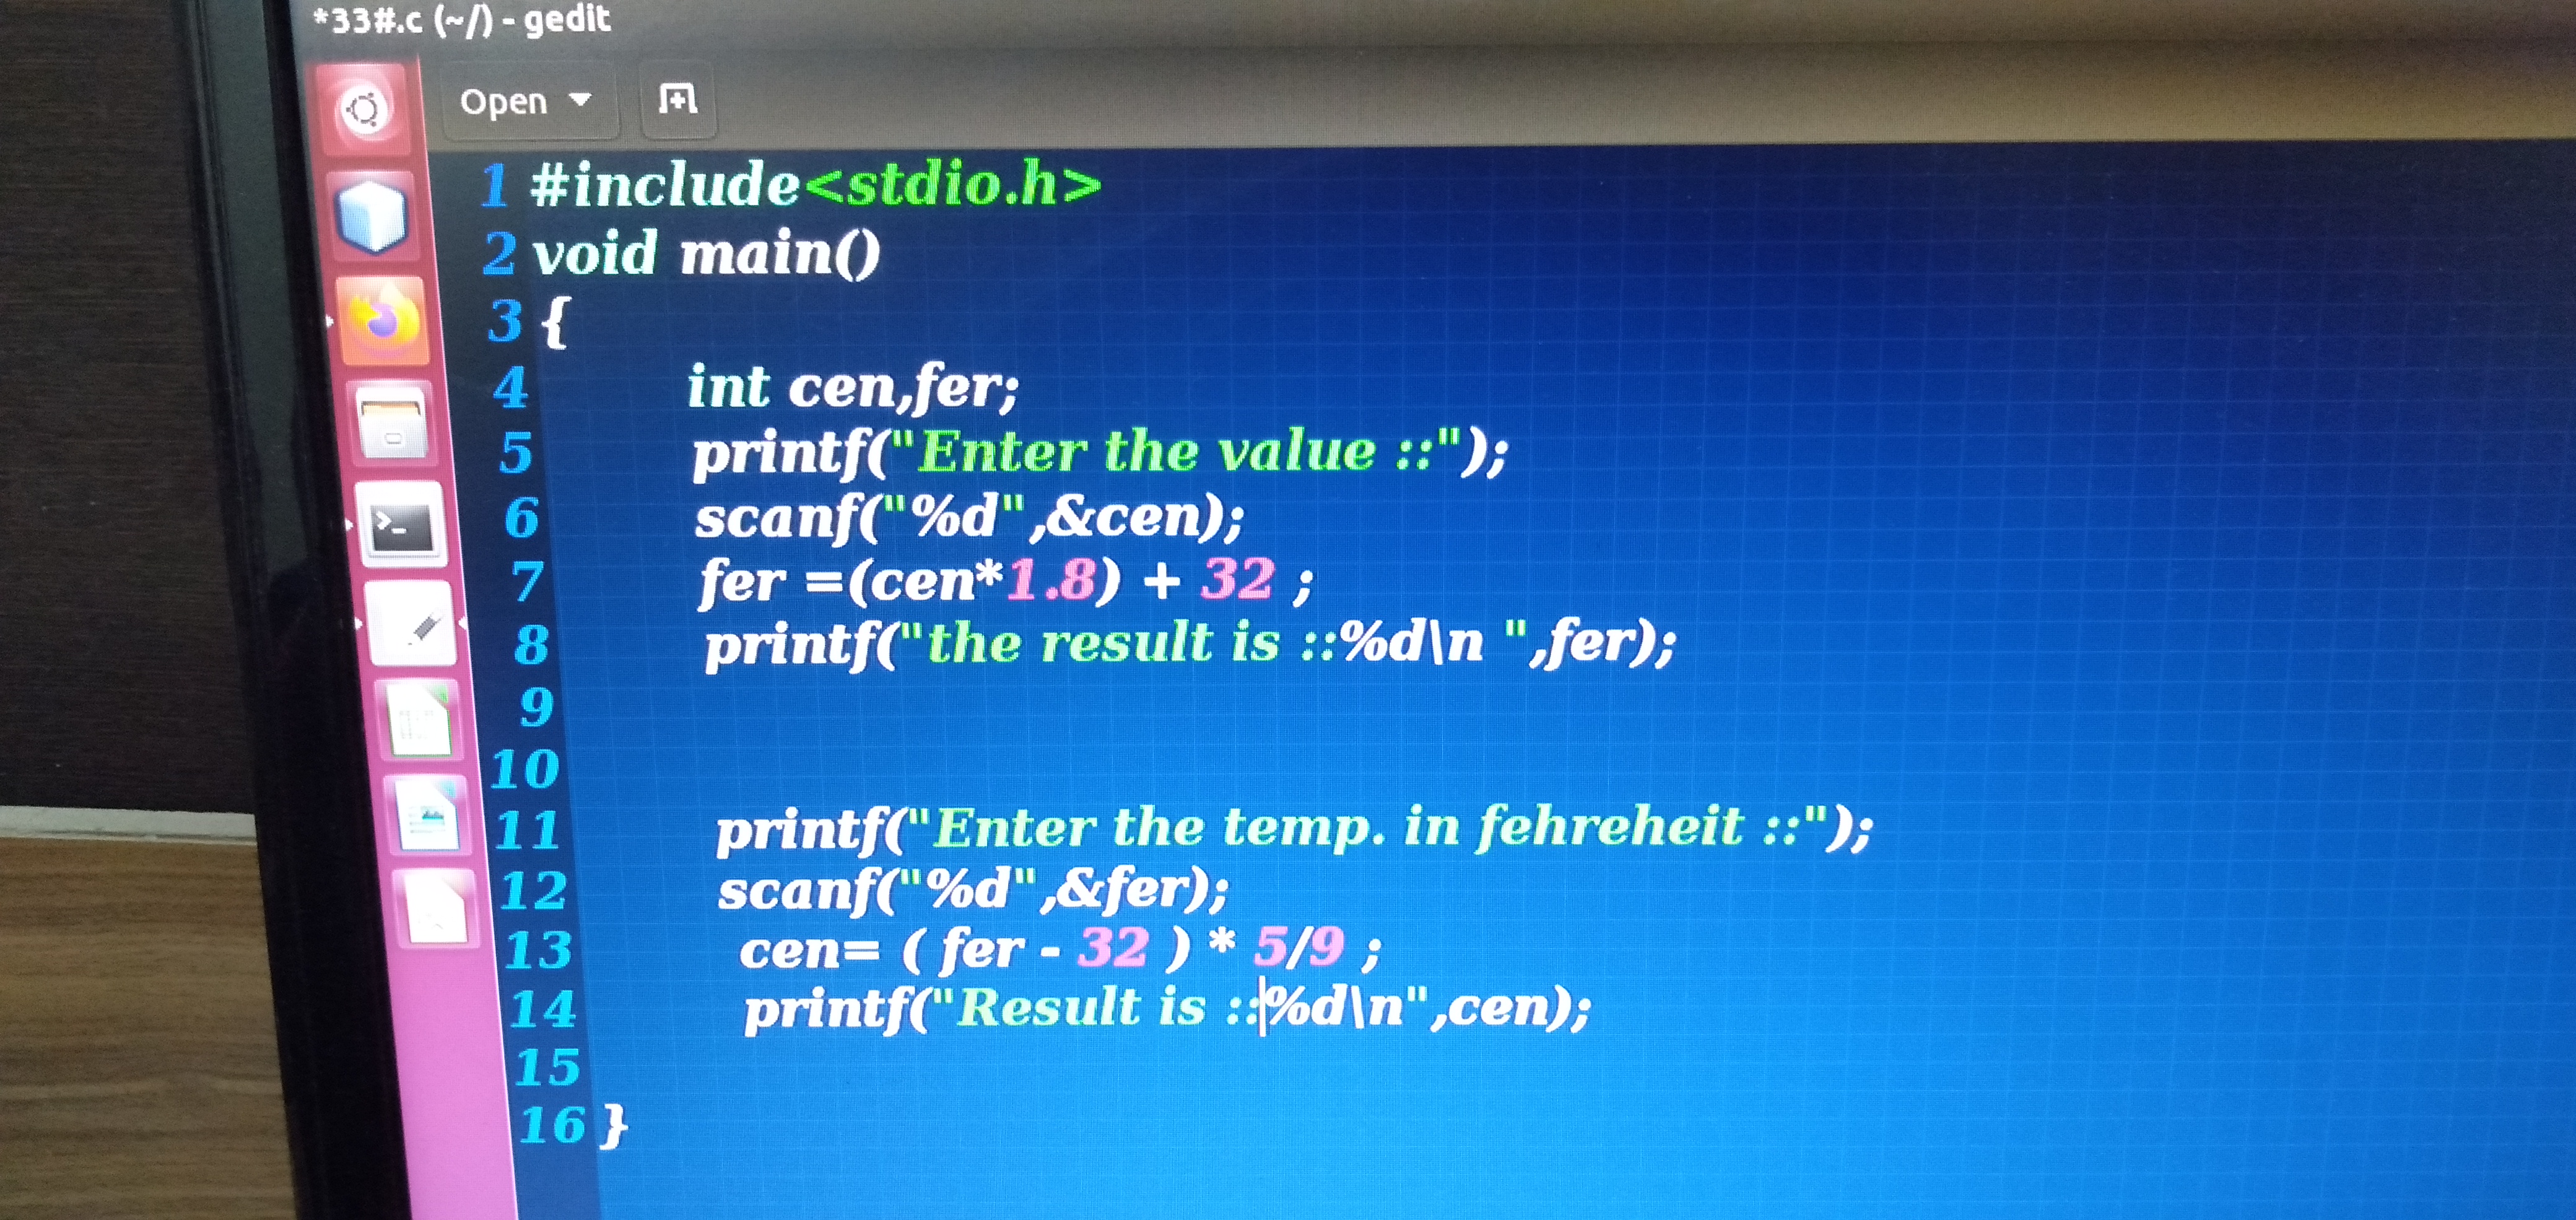 *33#.c (~/) - gedit
Open
1 #include<stdio.h>
2 void main()
3 {
4 int cen,fer;
5 printf("Enter the value ::");
6 scanf("%d",&cen);
7 fer =(cen*1.8) + 32 ;
8 printf("the result is ::%d\n ",fer);
9
10
11 printf("Enter the temp. in fehreheit ::");
12 scanf("%d",&fer);
13 cen= ( fer - 32 ) * 5/9 ;
14 printf("Result is ::%d\n",cen);
15
16 }